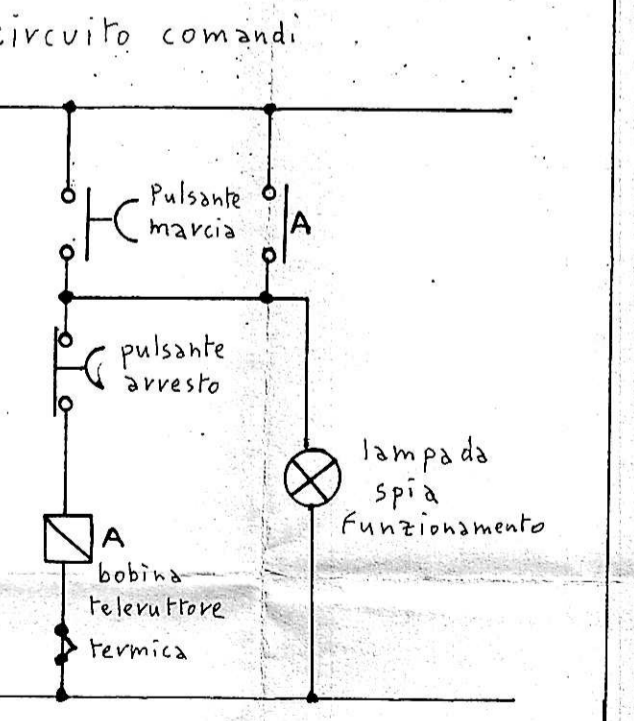 circuito comandi
Pulsante
marcia
A
pulsante
arresto
lampada
spia
Funzionamento
A
bobina
teleruttore
termica